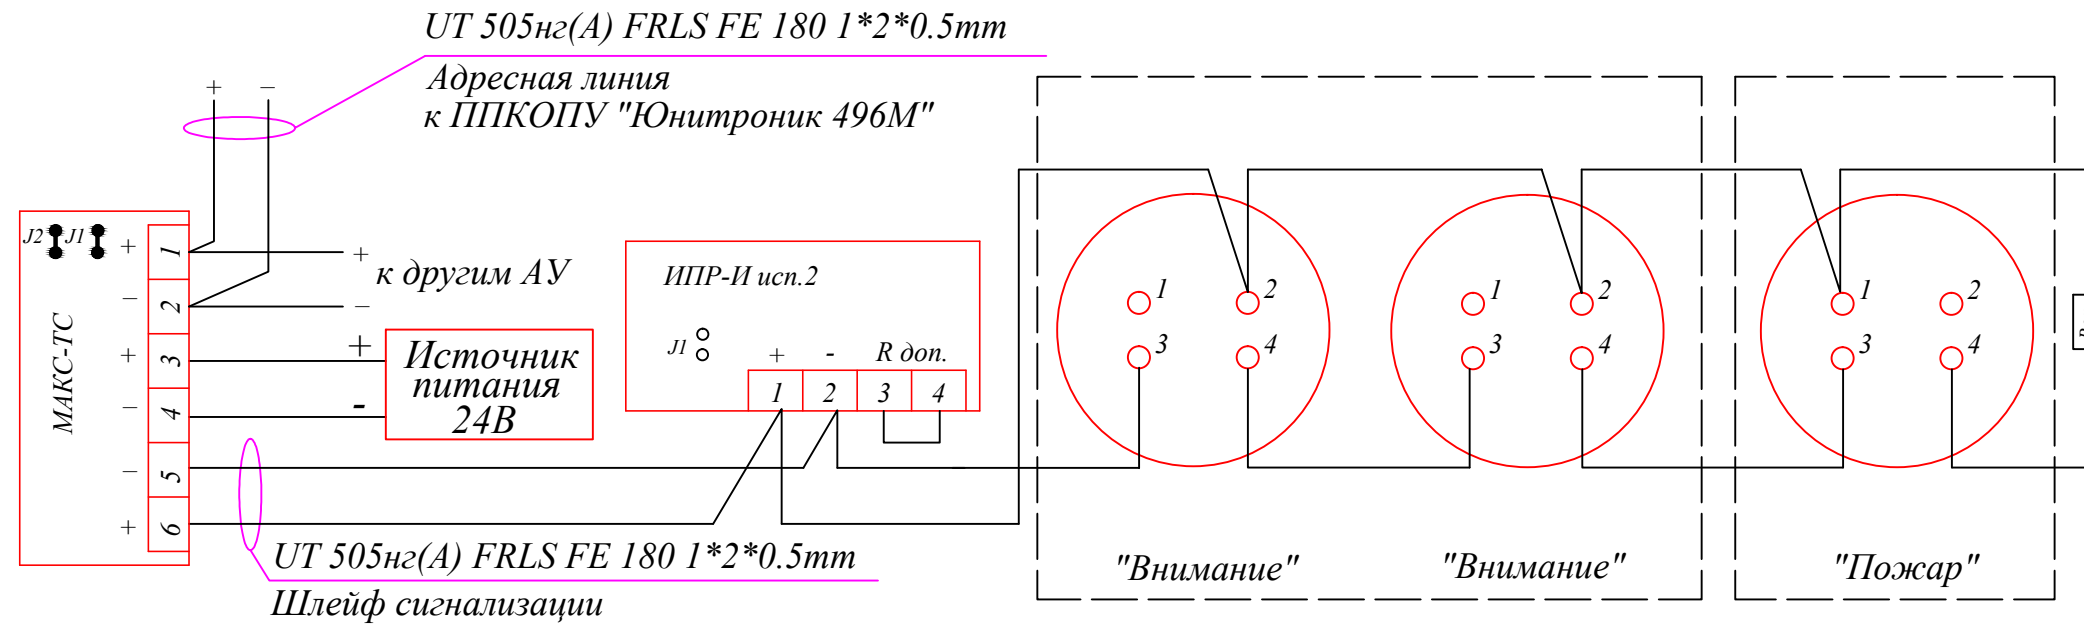 UT 505нг(А) FRLS FE 180 1*2*0.5mm
Адресная линия
к ППКОПУ "Юнитроник 496М"
+ −
J2 J1
МАКС-ТС
+ 1
− 2
+ 3
− 4
− 5
+ 6
+
к другим АУ
−
+
-
Источник
питания
24В
ИПР-И исп.2
J1
+ - R доп.
1 2 3 4
1 2
3 4
1 2
3 4
1 2
3 4
"Внимание" "Внимание" "Пожар"
UT 505нг(А) FRLS FE 180 1*2*0.5mm
Шлейф сигнализации